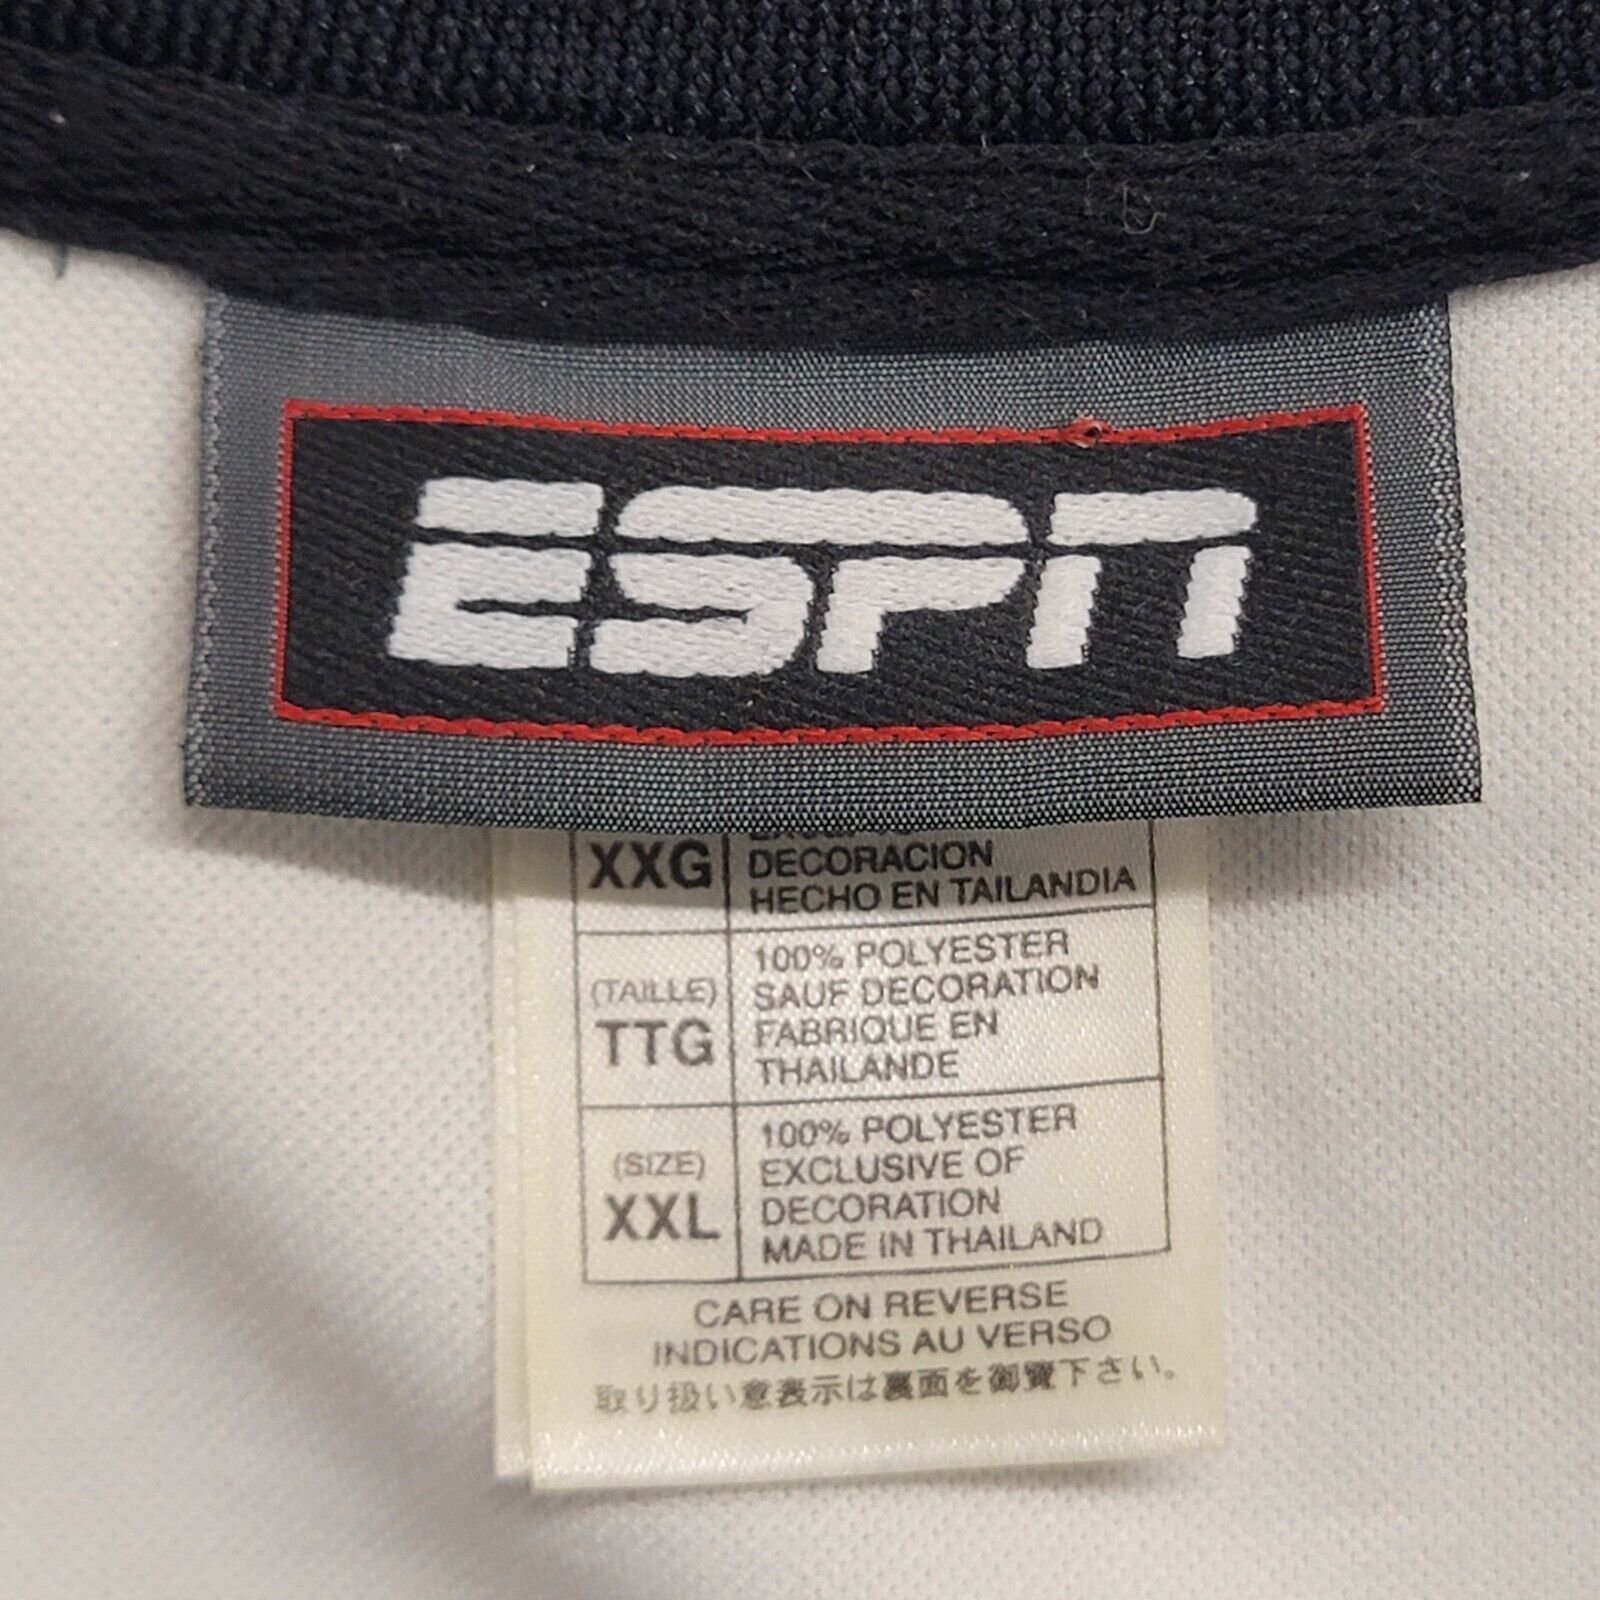 ESPN
XXG
DECORACION
HECHO EN TAILANDIA
(TAILLE)
TTG
100% POLYESTER
SAUF DECORATION
FABRIQUE EN
THAILANDE
(SIZE)
XXL
100% POLYESTER
EXCLUSIVE OF
DECORATION
MADE IN THAILAND
CARE ON REVERSE
INDICATIONS AU VERSO
取り扱い意表示は裏面を御覧下さい。